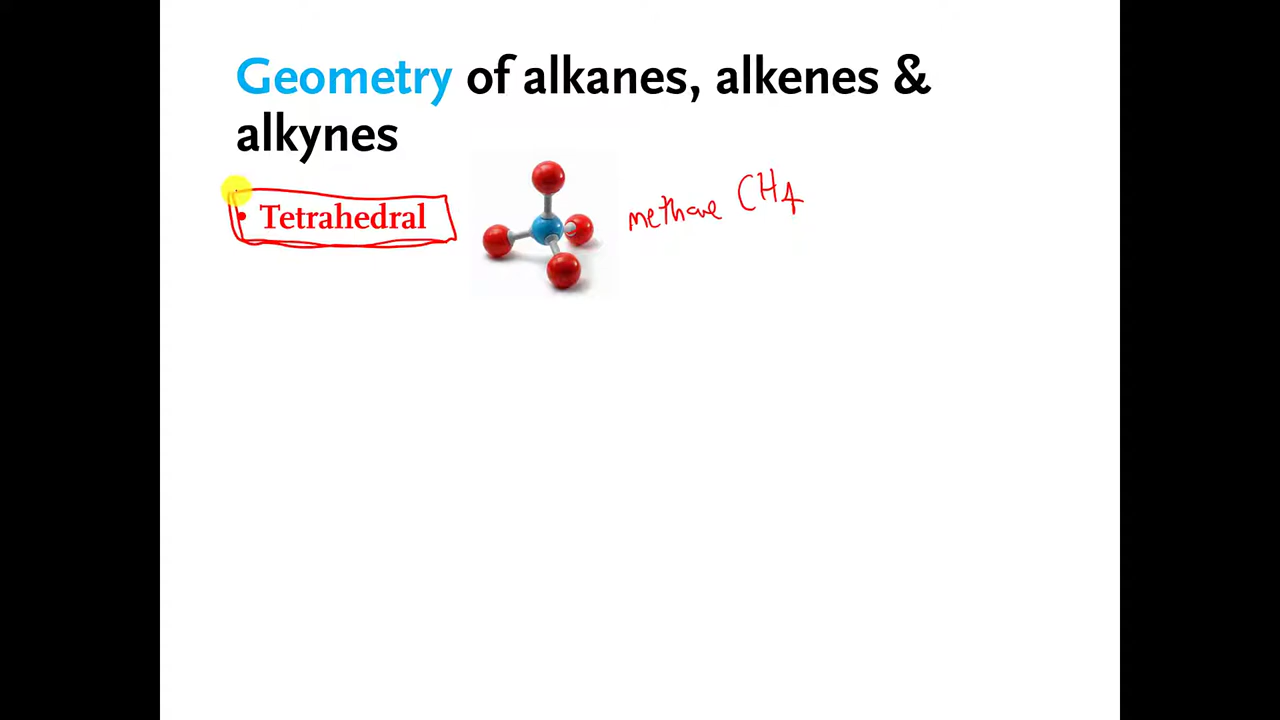 Geometry of alkanes, alkenes &
alkynes
• Tetrahedral
methane CH4